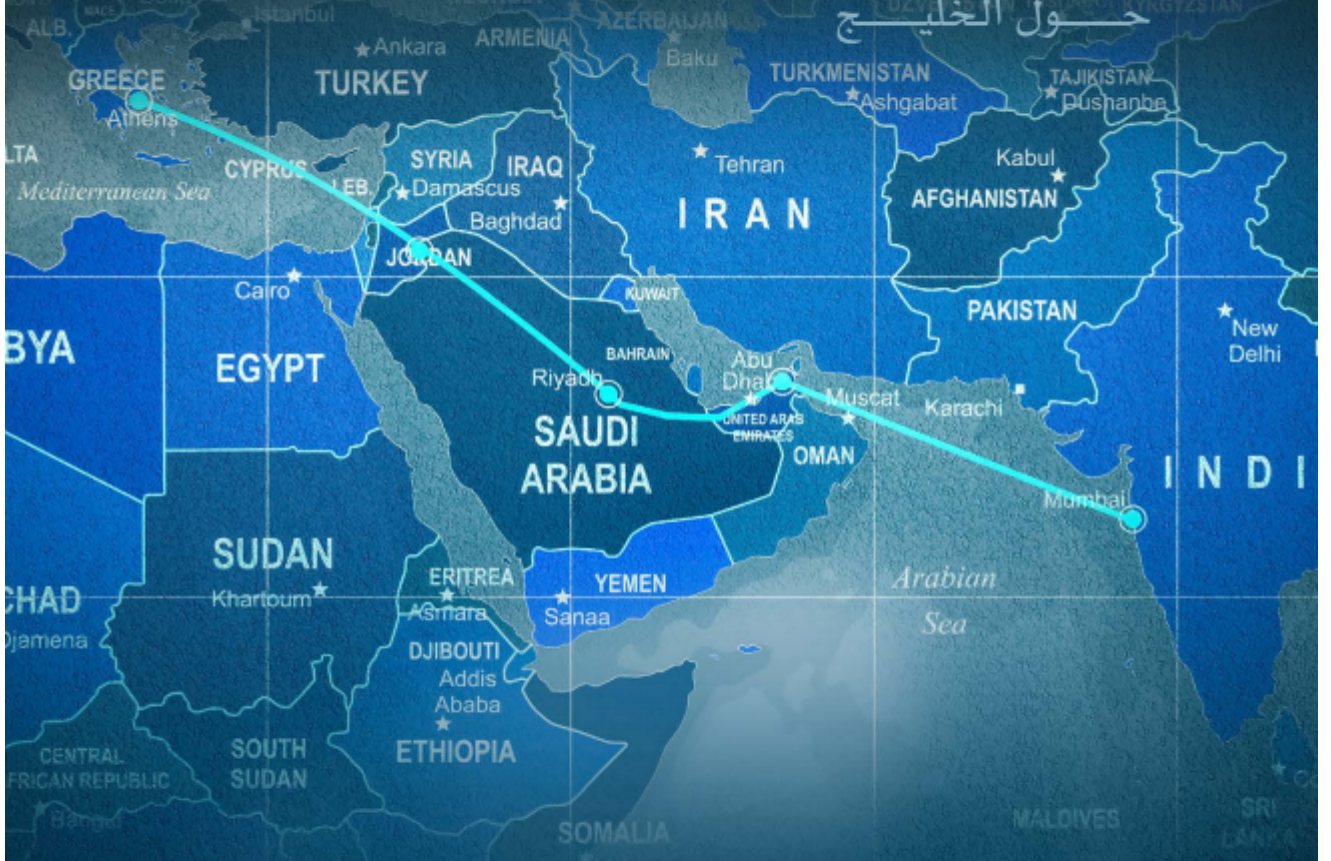 حول الخليج
MACE.
ALB.
Istanbul
Ankara
ARMENIA
AZERBAIJAN
Baku
GREECE
Athens
TURKEY
TURKMENISTAN
Ashgabat
TAJIKISTAN
Dushanbe
LTA
Mediterranean Sea
CYPRUS
LEB.
SYRIA
Damascus
IRAQ
Baghdad
Tehran
IRAN
Kabul
AFGHANISTAN
JORDAN
Cairo
KUWAIT
PAKISTAN
New
Delhi
BYA
EGYPT
Riyadh
BAHRAIN
Abu
Dhabi
Muscat
Karachi
UNITED ARAB
EMIRATES
SAUDI
ARABIA
OMAN
INDI
Mumbai
SUDAN
Khartoum
ERITREA
Asmara
YEMEN
Sanaa
Arabian
Sea
CHAD
Djamena
DJIBOUTI
Addis
Ababa
ETHIOPIA
CENTRAL
AFRICAN REPUBLIC
SOUTH
SUDAN
SOMALIA
MALDIVES
SRI
LANKA